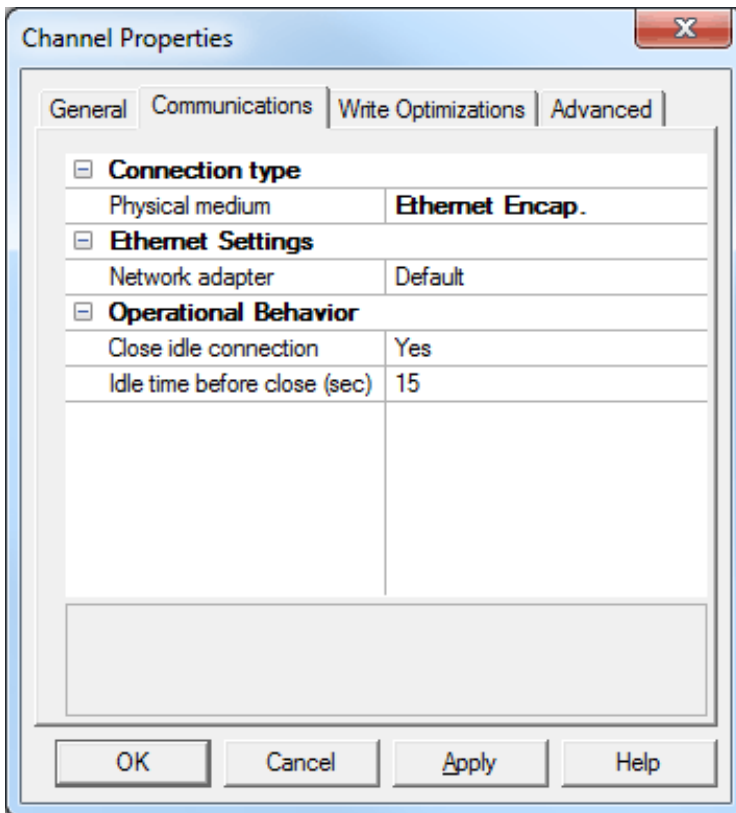 Channel Properties
General Communications Write Optimizations Advanced
Connection type
Physical medium Ethernet Encap.
Ethernet Settings
Network adapter Default
Operational Behavior
Close idle connection Yes
Idle time before close (sec) 15
OK Cancel Apply Help